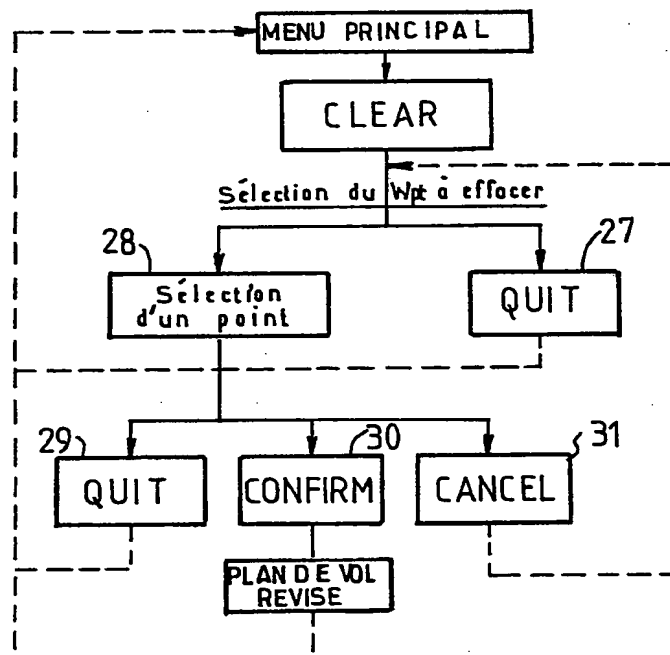 MENU PRINCIPAL
CLEAR
Sélection du Wpt à effacer
28
27
Sélection
d'un point
QUIT
29
30
31
QUIT
CONFIRM
CANCEL
PLAN DE VOL
REVISE